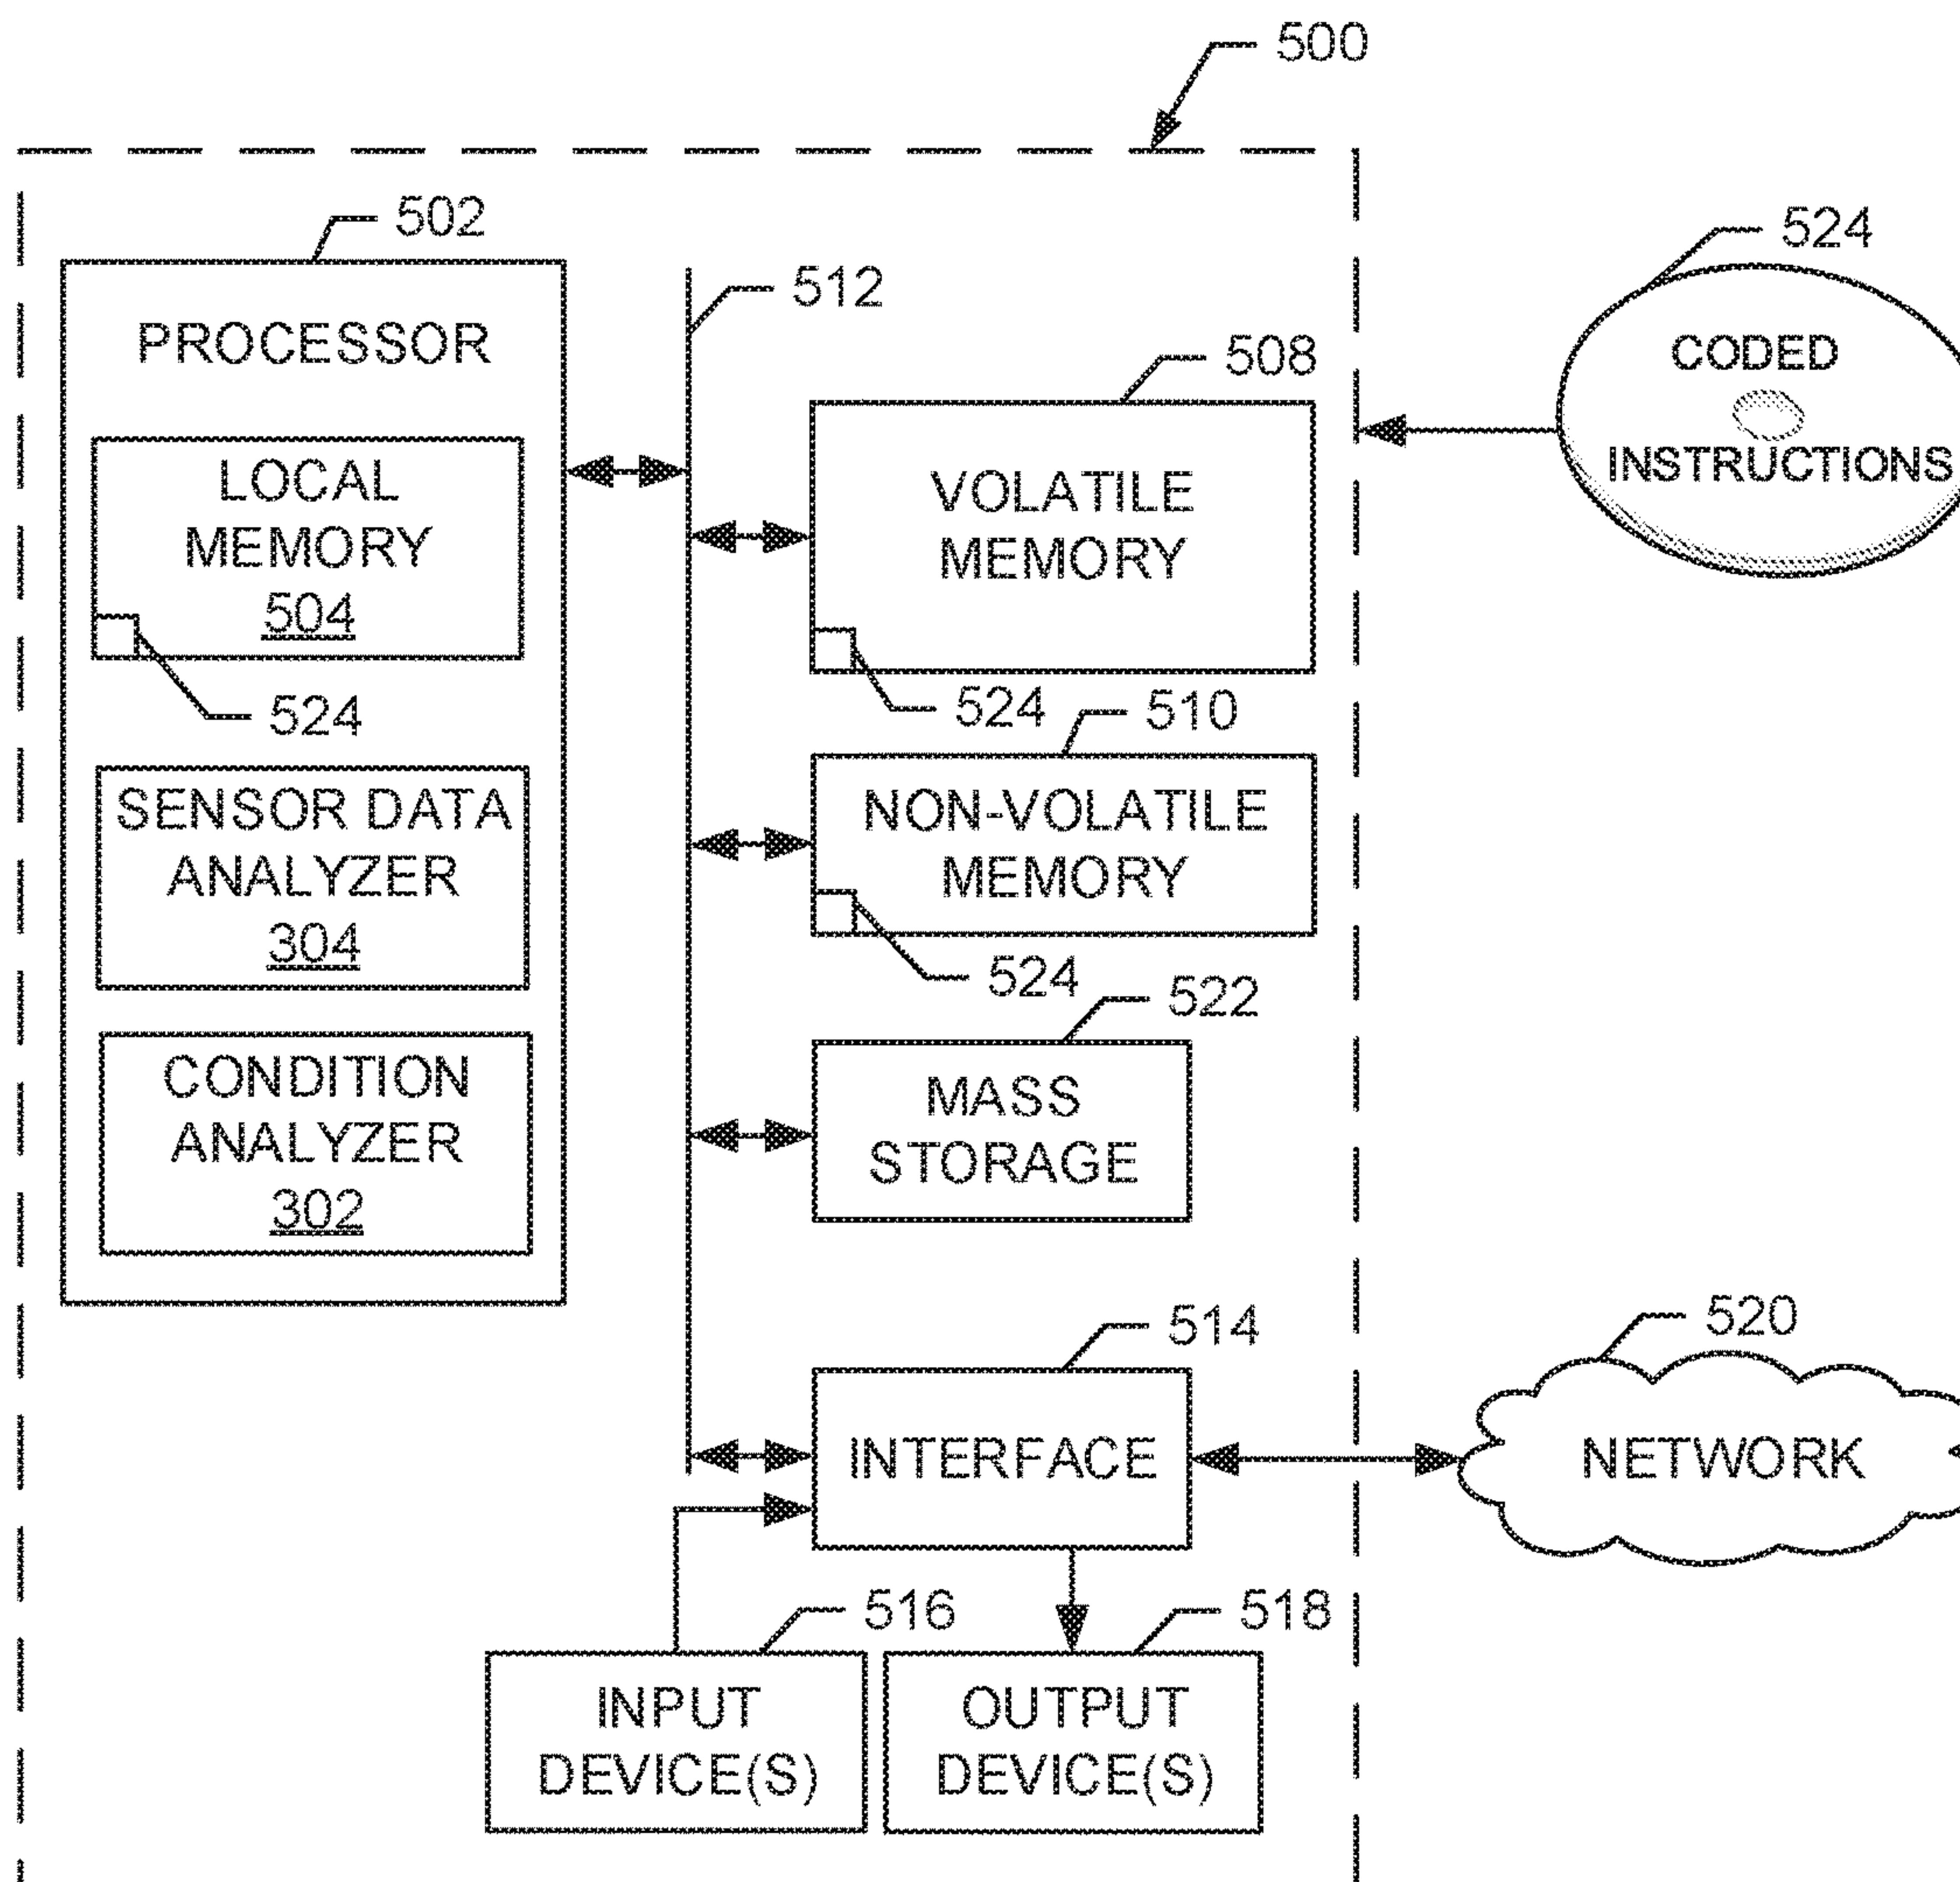 500
502
PROCESSOR
LOCAL
MEMORY
504
524
SENSOR DATA
ANALYZER
304
CONDITION
ANALYZER
302
512
508
VOLATILE
MEMORY
524
510
NON-VOLATILE
MEMORY
524
522
MASS
STORAGE
514
INTERFACE
516
INPUT
DEVICE(S)
518
OUTPUT
DEVICE(S)
524
CODED
INSTRUCTIONS
520
NETWORK